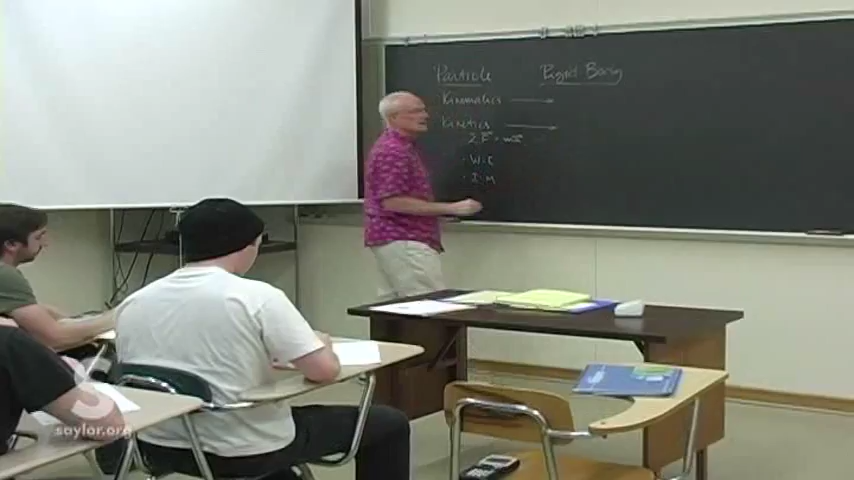 Particle Rigid Body
Kinematics
Kinetics
ΣF = ma
· W·E
· I·M
saylor.org